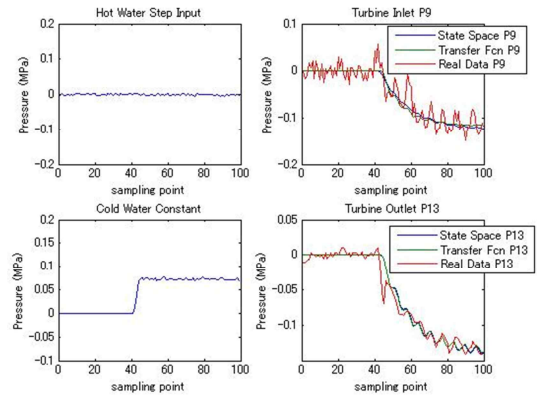 Hot Water Step Input
0.2
0.1
0
-0.1
0.2
Pressure (MPa)
0 20 40 60 80 100
sampling point
Turbine Inlet P9
0.1
0
-0.1
-0.2
Pressure (MPa)
State Space P9
Transfer Fcn P9
Real Data P9
0 20 40 60 80 100
sampling point
Cold Water Constant
0.2
0.15
0.1
0.05
0
-0.05
-0.1
Pressure (MPa)
0 20 40 60 80 100
sampling point
Turbine Outlet P13
0.05
0
-0.05
-0.1
Pressure (MPa)
State Space P13
Transfer Fcn P13
Real Data P13
0 20 40 60 80 100
sampling point